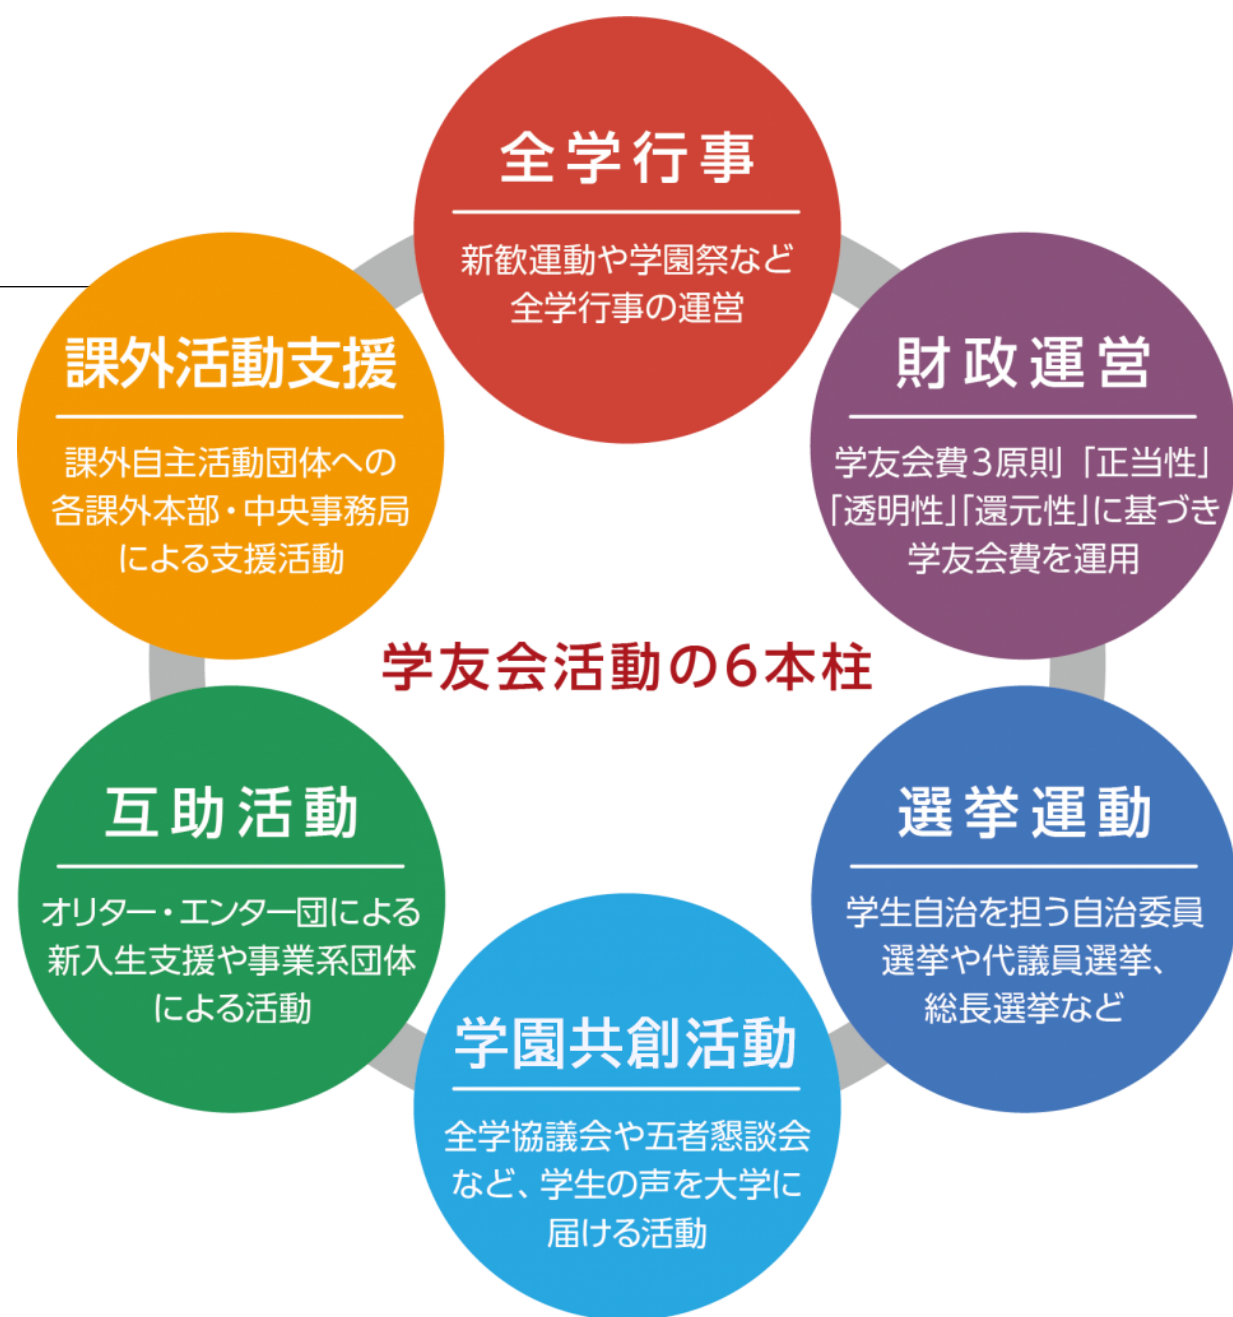 全学行事
新歓運動や学園祭など
全学行事の運営
財政運営
学友会費3原則「正当性」
「透明性」「還元性」に基づき
学友会費を運用
選挙運動
学生自治を担う自治委員
選挙や代議員選挙、
総長選挙など
学園共創活動
全学協議会や五者懇談会
など、学生の声を大学に
届ける活動
互助活動
オリター・エンター団による
新入生支援や事業系団体
による活動
課外活動支援
課外自主活動団体への
各課外本部・中央事務局
による支援活動
学友会活動の6本柱